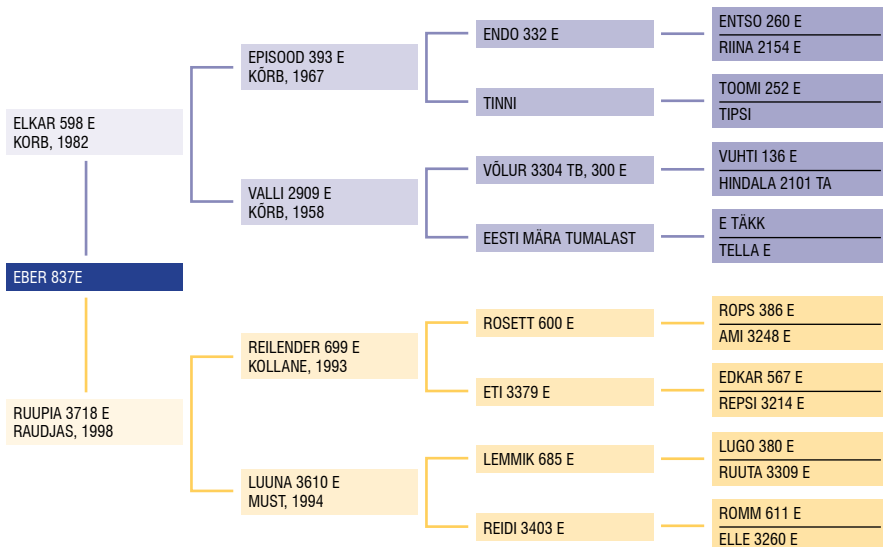 ELKAR 598 E
KORB, 1982
EBER 837E
RUUPIA 3718 E
RAUDJAS, 1998
EPISOOD 393 E
KÕRB, 1967
VALLI 2909 E
KÕRB, 1958
REILENDER 699 E
KOLLANE, 1993
LUUNA 3610 E
MUST, 1994
ENDO 332 E
TINNI
VÕLUR 3304 TB, 300 E
EESTI MÄRA TUMALAST
ROSETT 600 E
ETI 3379 E
LEMMIK 685 E
REIDI 3403 E
ENTSO 260 E
RIINA 2154 E
TOOMI 252 E
TIPSI
VUHTI 136 E
HINDALA 2101 TA
E TÄKK
TELLA E
ROPS 386 E
AMI 3248 E
EDKAR 567 E
REPSI 3214 E
LUGO 380 E
RUUTA 3309 E
ROMM 611 E
ELLE 3260 E